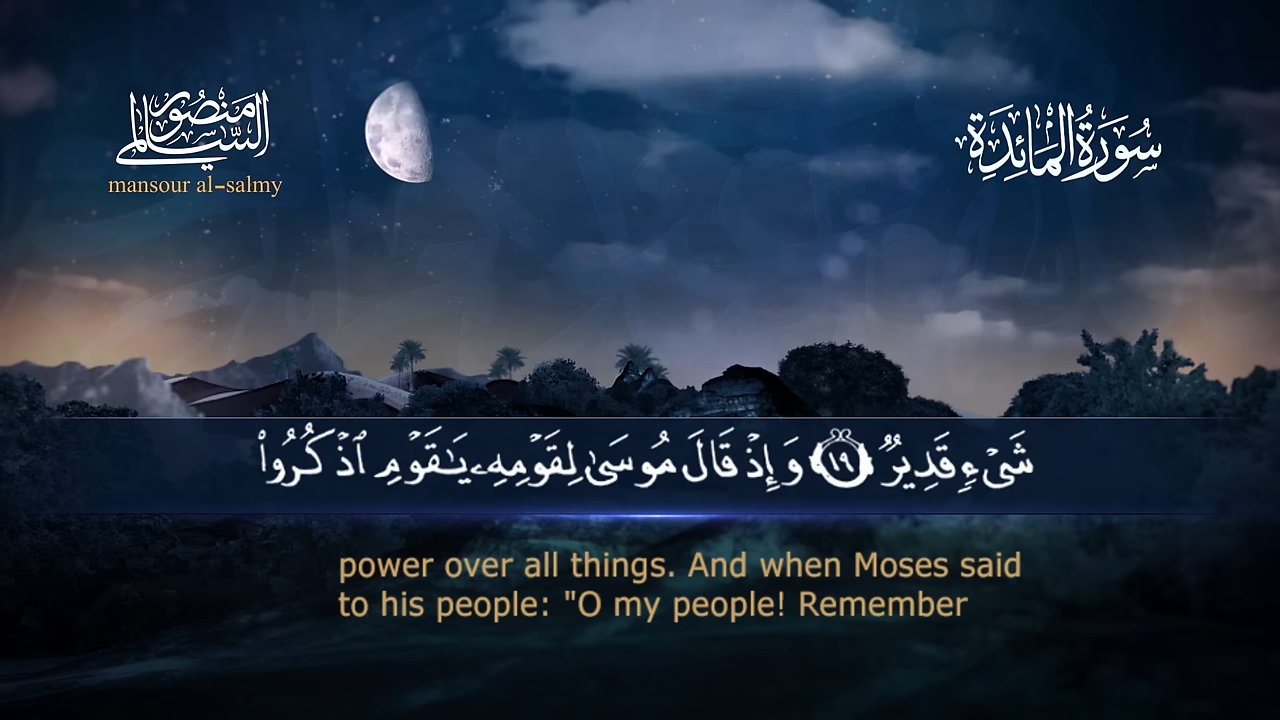 منصور السالمي
mansour al-salmy
سُورَةُ الْمَائِدَةِ
شَىْءٍ قَدِيرٌ ١٩ وَإِذْ قَالَ مُوسَىٰ لِقَوْمِهِۦ يَـٰقَوْمِ ٱذْكُرُوا۟
power over all things. And when Moses said
to his people: "O my people! Remember